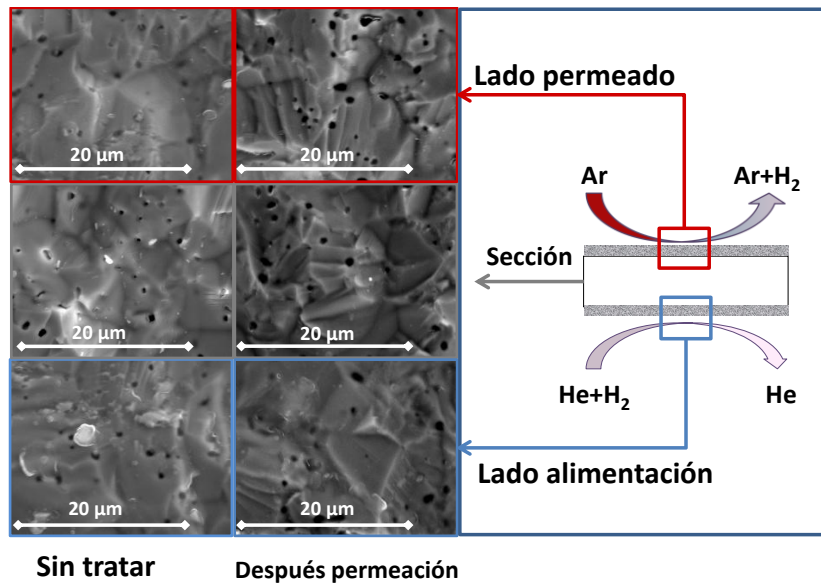 20 µm
20 µm
20 µm
20 µm
20 µm
20 µm
Sin tratar
Después permeación
Lado permeado
Ar
Ar+H₂
Sección
He+H₂
He
Lado alimentación